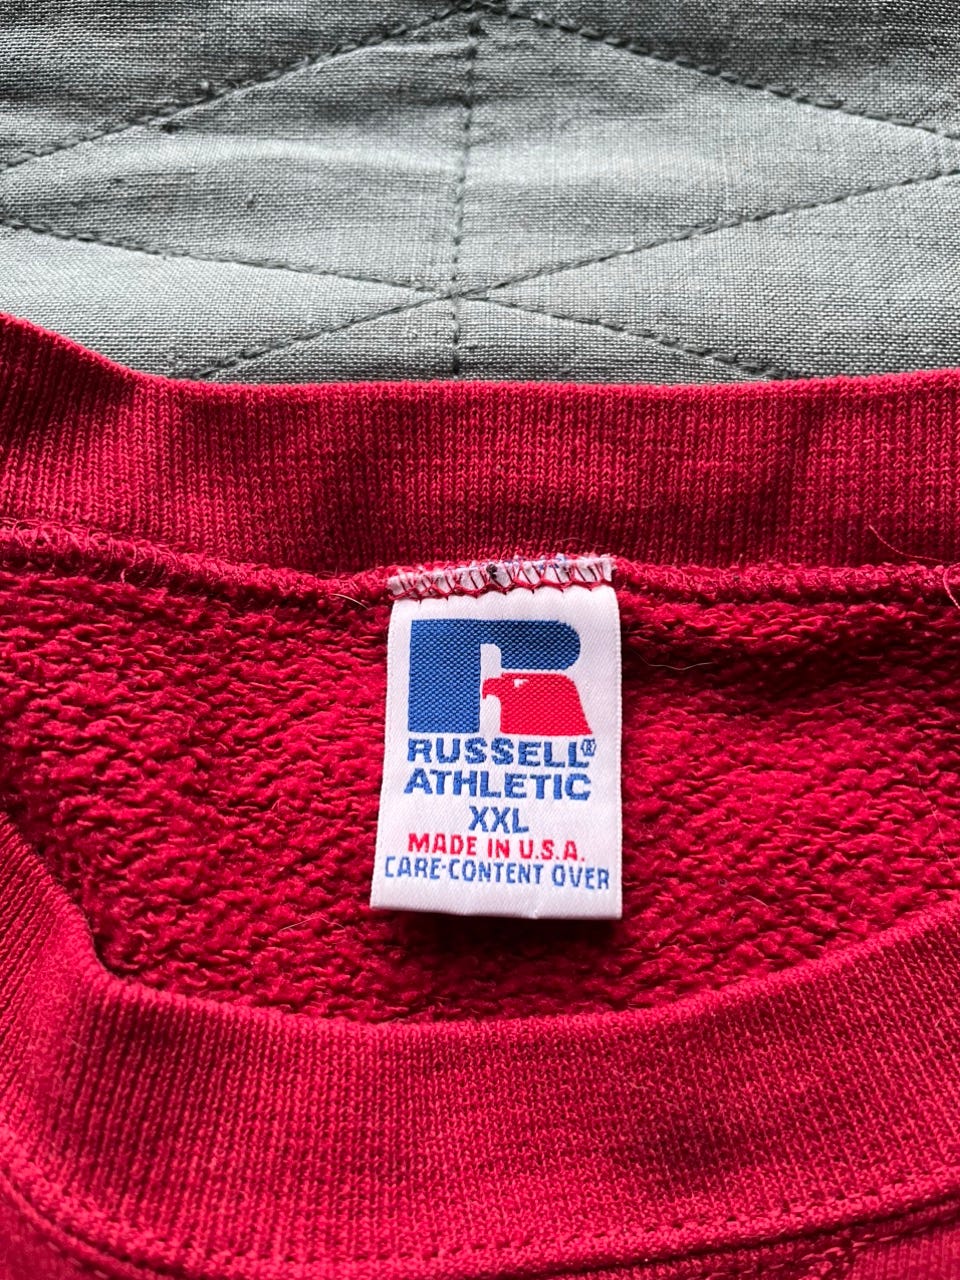 RUSSELL®
ATHLETIC
XXL
MADE IN U.S.A.
CARE-CONTENT OVER